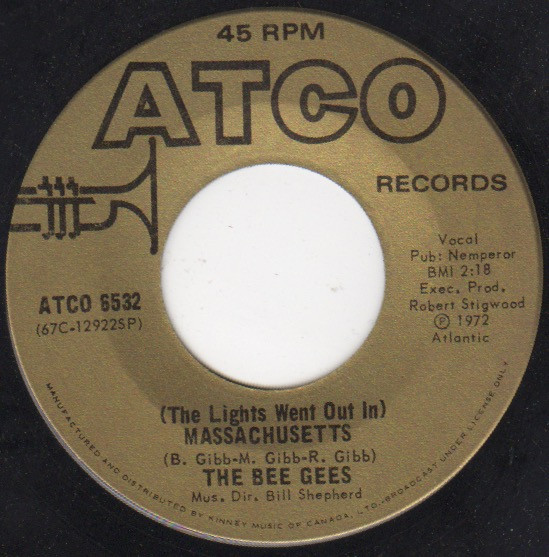 45 RPM
ATCO
RECORDS
Vocal
Pub: Nemperor
BMI 2:18
Exec. Prod.
Robert Stigwood
Ⓟ 1972
Atlantic
ATCO 6532
(67C-12922SP)
(The Lights Went Out In)
MASSACHUSETTS
(B. Gibb-M. Gibb-R. Gibb)
THE BEE GEES
Mus. Dir. Bill Shepherd
MANUFACTURED AND DISTRIBUTED BY KINNEY MUSIC OF CANADA, LTD.-BROADCAST UNDER LICENSE ONLY